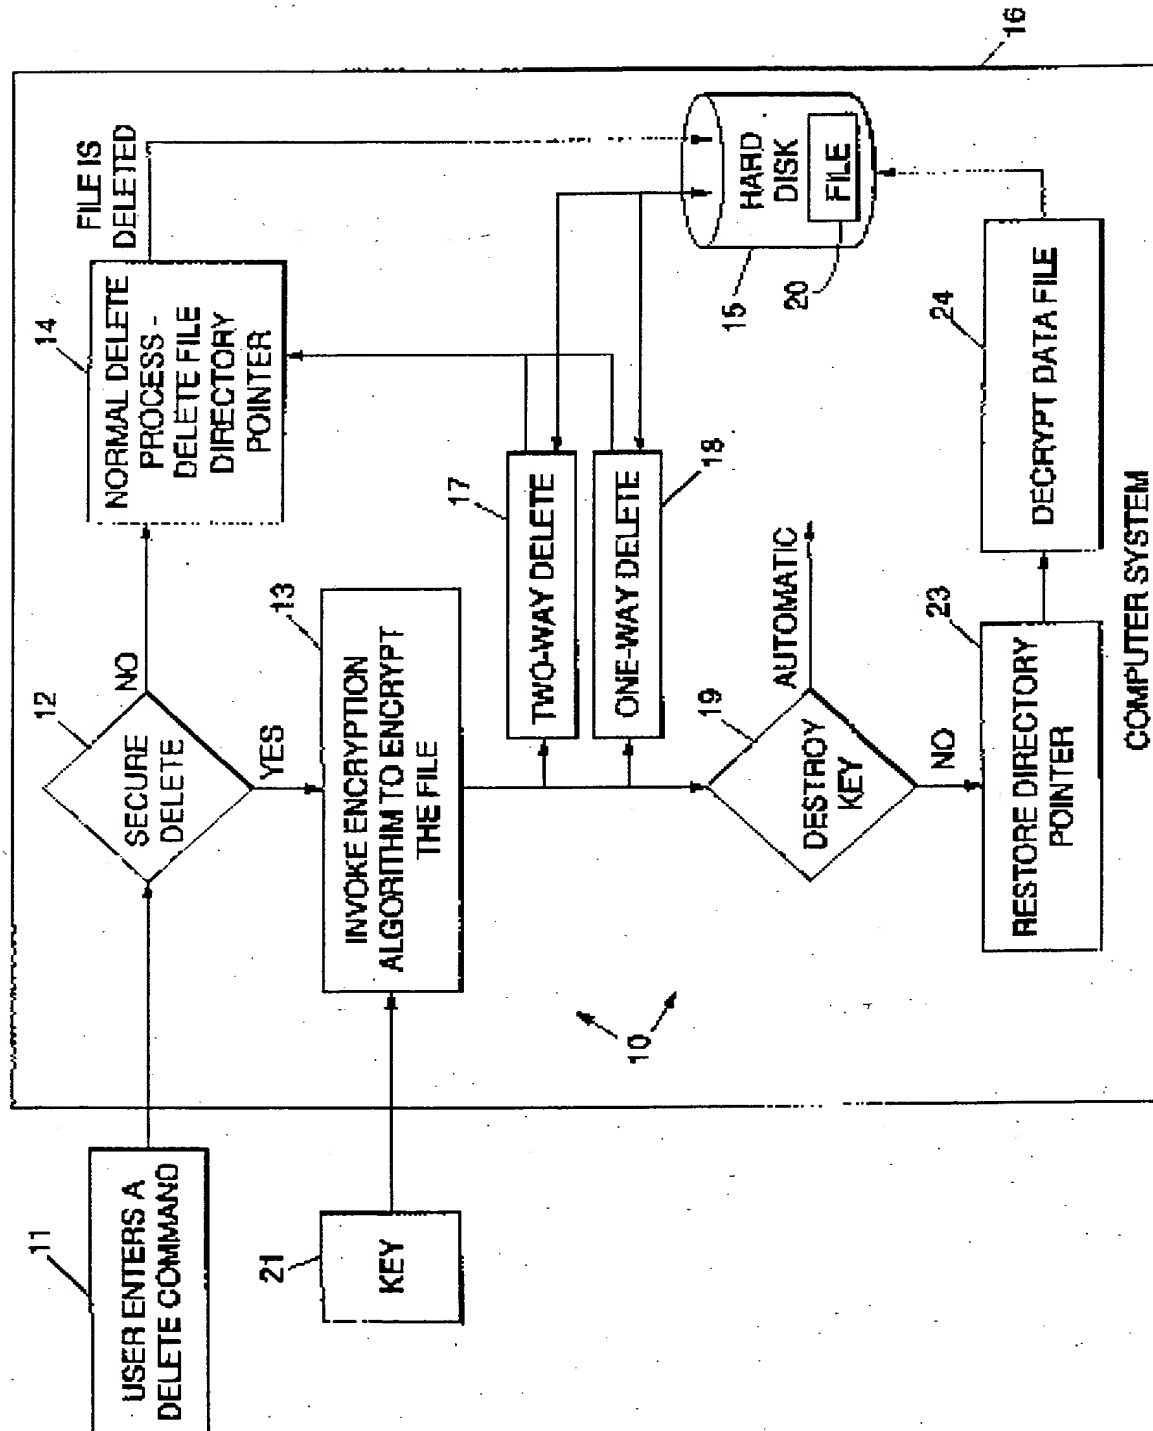 11
USER ENTERS A
DELETE COMMAND
21
KEY
12
SECURE
DELETE
NO
YES
13
INVOKE ENCRYPTION
ALGORITHM TO ENCRYPT
THE FILE
14
NORMAL DELETE
PROCESS -
DELETE FILE
DIRECTORY
POINTER
FILE IS
DELETED
17
TWO-WAY DELETE
ONE-WAY DELETE
18
HARD
DISK
FILE
15
20
16
10
19
DESTROY
KEY
AUTOMATIC
NO
23
RESTORE DIRECTORY
POINTER
24
DECRYPT DATA FILE
COMPUTER SYSTEM